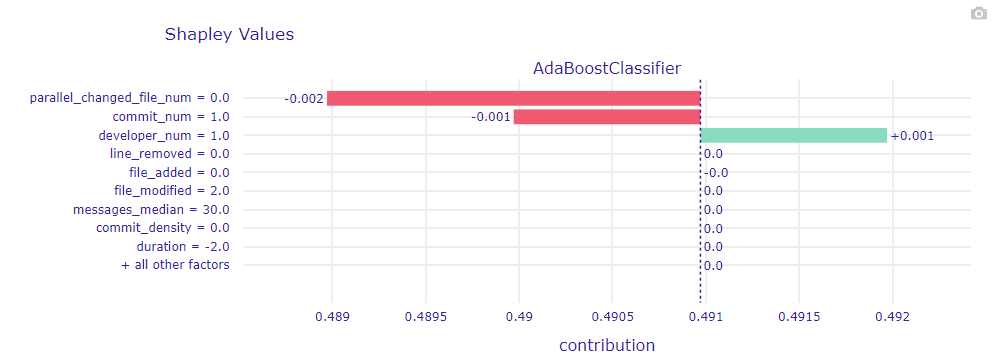 Shapley Values
AdaBoostClassifier
parallel_changed_file_num = 0.0 -0.002
commit_num = 1.0 -0.001
developer_num = 1.0 +0.001
line_removed = 0.0 0.0
file_added = 0.0 -0.0
file_modified = 2.0 0.0
messages_median = 30.0 0.0
commit_density = 0.0 0.0
duration = -2.0 0.0
+ all other factors 0.0
0.489 0.4895 0.49 0.4905 0.491 0.4915 0.492
contribution